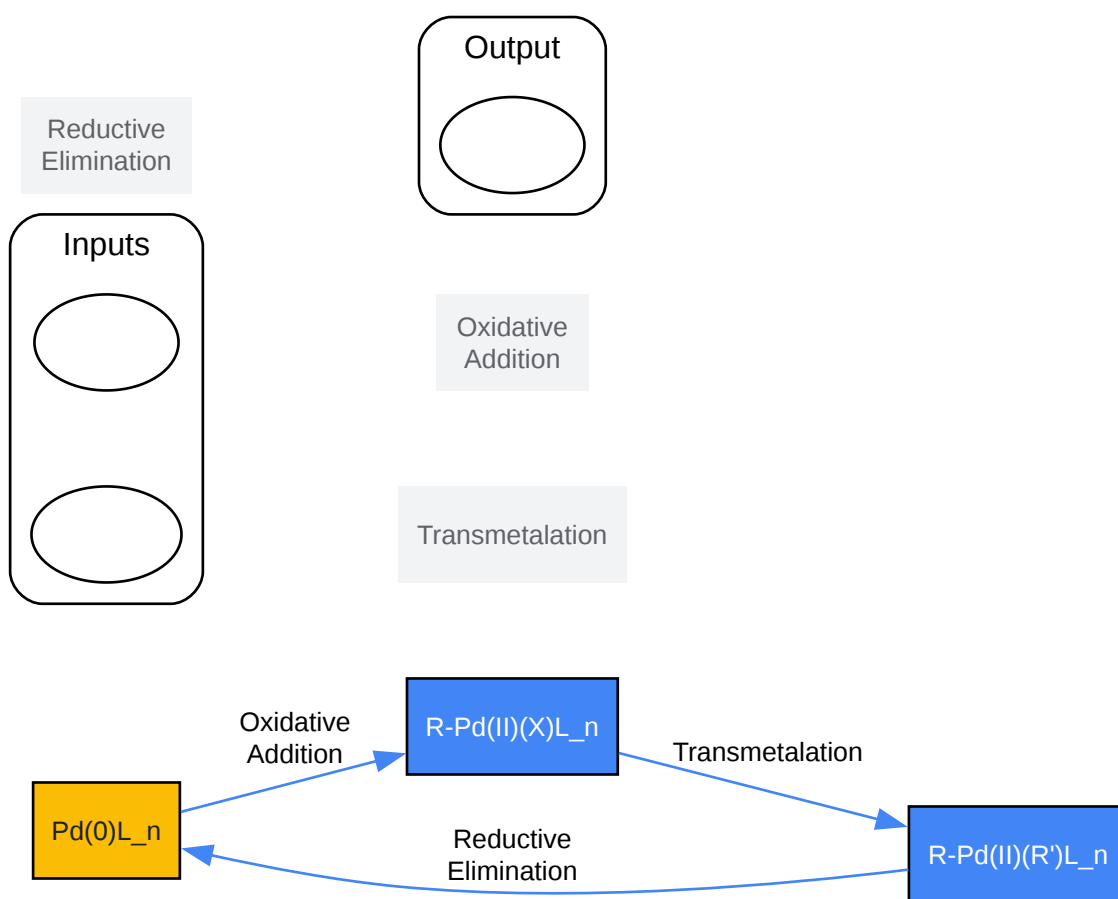 Output
Reductive
Elimination
Inputs
Oxidative
Addition
Transmetalation
Oxidative
Addition
R-Pd(II)(X)L_n
Transmetalation
Pd(0)L_n
Reductive
Elimination
R-Pd(II)(R')L_n